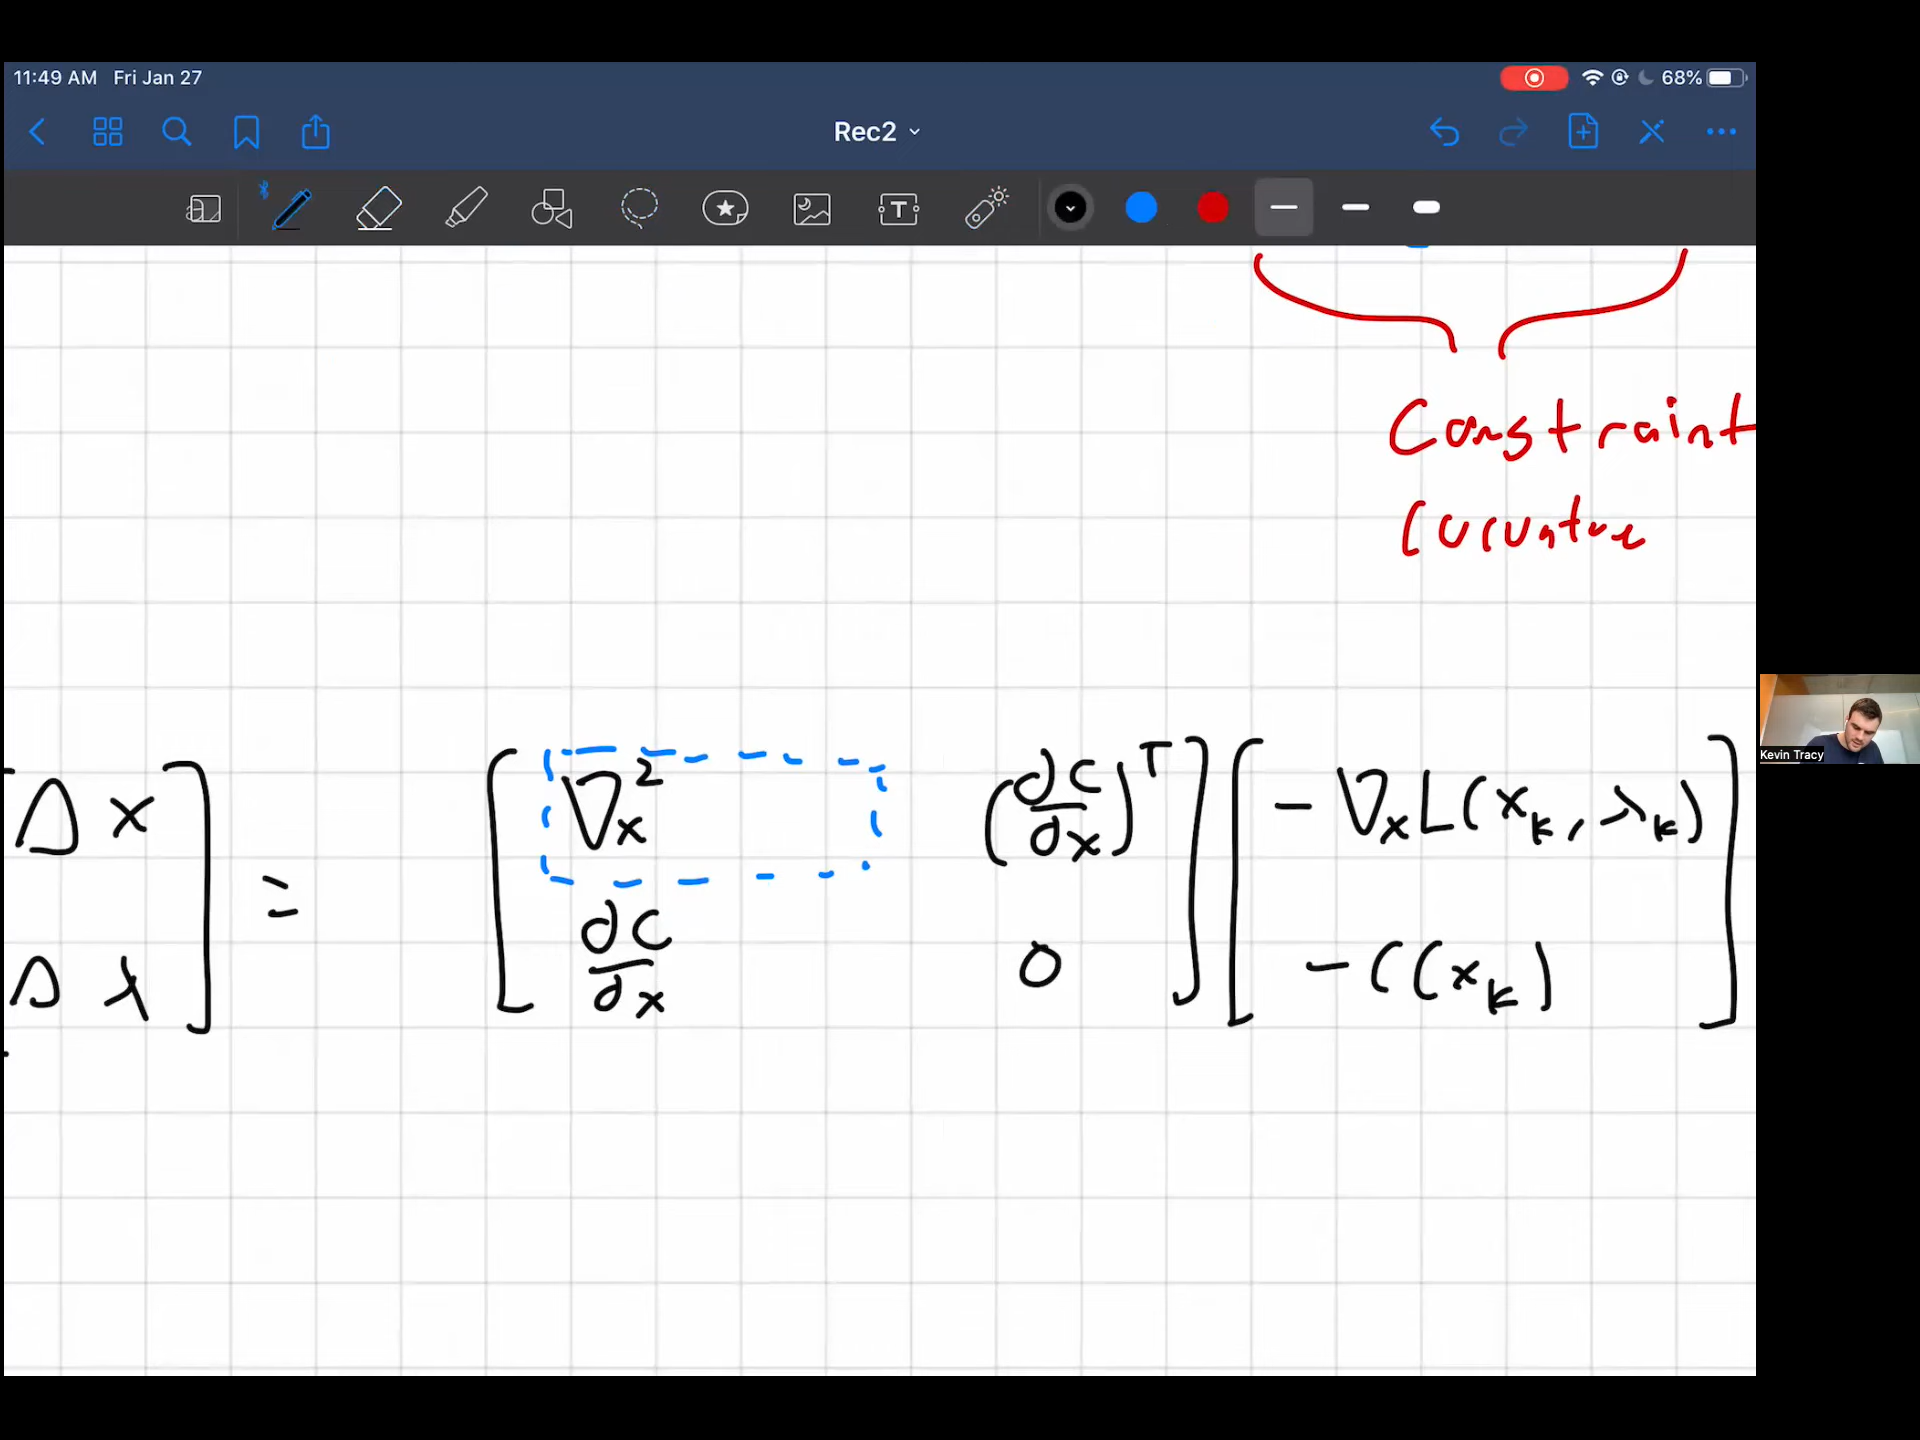 11:49 AM Fri Jan 27
68%
Rec2
T
Constraint
[Δx; Δλ] = [∇²ₓ (∂c/∂x)ᵀ; ∂c/∂x 0] [-∇ₓL(xₖ, λₖ); -C(xₖ)]
Kevin Tracy